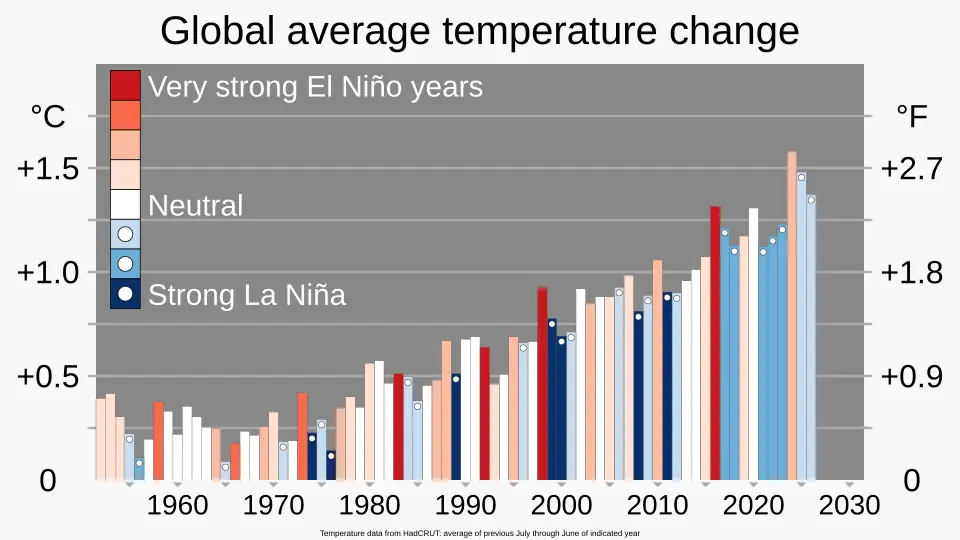 Global average temperature change
Very strong El Niño years
°C
°F
+1.5
+2.7
Neutral
+1.0
+1.8
Strong La Niña
+0.5
+0.9
0
0
1960 1970 1980 1990 2000 2010 2020 2030
Temperature data from HadCRUT: average of previous July through June of indicated year